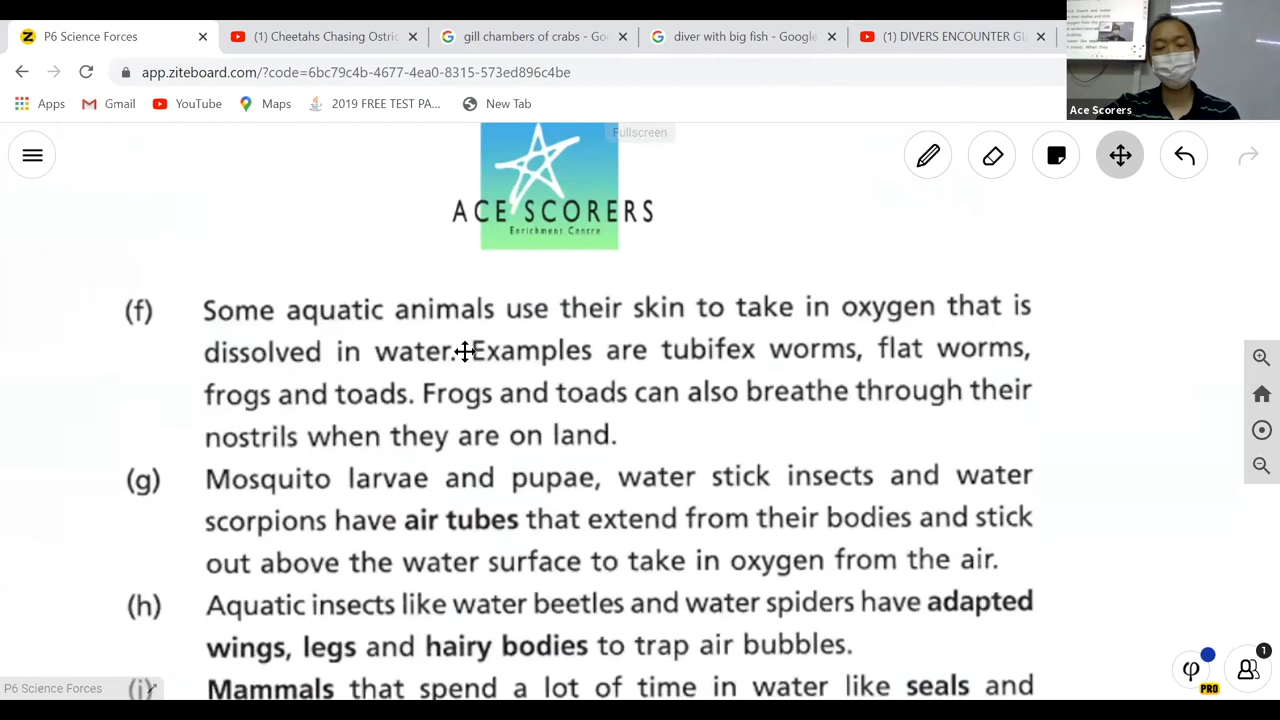 P6 Science Forces
(1) Cheetahs Chasing
gill chambers of crabs - Goo
diver with big fish - Google
(1) DIVERS ENCOUNTER
app.ziteboard.com/?code=6bc79c4b-4677-4ea0-8315-573ed896c4be
Apps
Gmail
YouTube
Maps
2019 FREE TEST PA...
New Tab
Ace Scorers
Fullscreen
ACE SCORERS
Enrichment Centre
(f) Some aquatic animals use their skin to take in oxygen that is
dissolved in water. Examples are tubifex worms, flat worms,
frogs and toads. Frogs and toads can also breathe through their
nostrils when they are on land.
(g) Mosquito larvae and pupae, water stick insects and water
scorpions have air tubes that extend from their bodies and stick
out above the water surface to take in oxygen from the air.
(h) Aquatic insects like water beetles and water spiders have adapted
wings, legs and hairy bodies to trap air bubbles.
(i) Mammals that spend a lot of time in water like seals and
P6 Science Forces
PRO
1